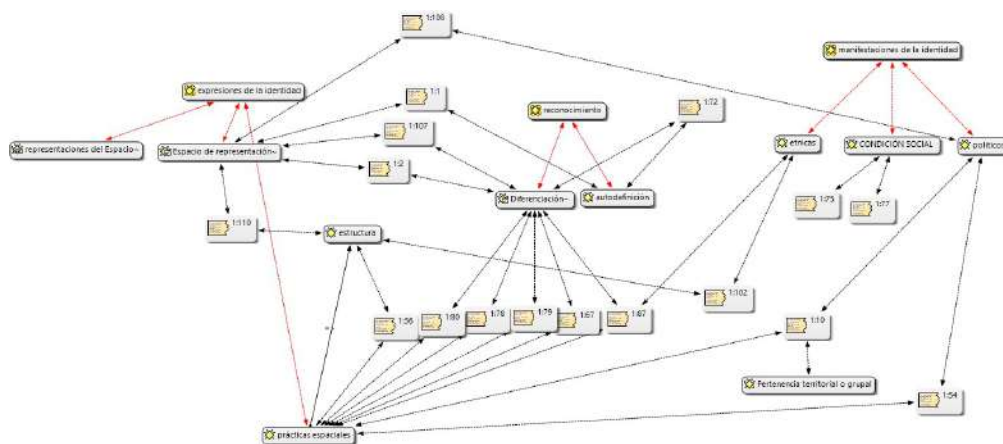 1:106
manifestaciones de la identidad
expresiones de la identidad
1:1
reconocimiento
1:72
1:107
representaciones del Espacio~
Espacio de representación~
etnicas
CONDICIÓN SOCIAL
politicos
1:2
Diferenciación~
autodefinición
1:75
1:77
1:110
estructura
1:102
1:56
1:80
1:78
1:79
1:67
1:87
1:10
Pertenencia territorial o grupal
1:54
prácticas espaciales